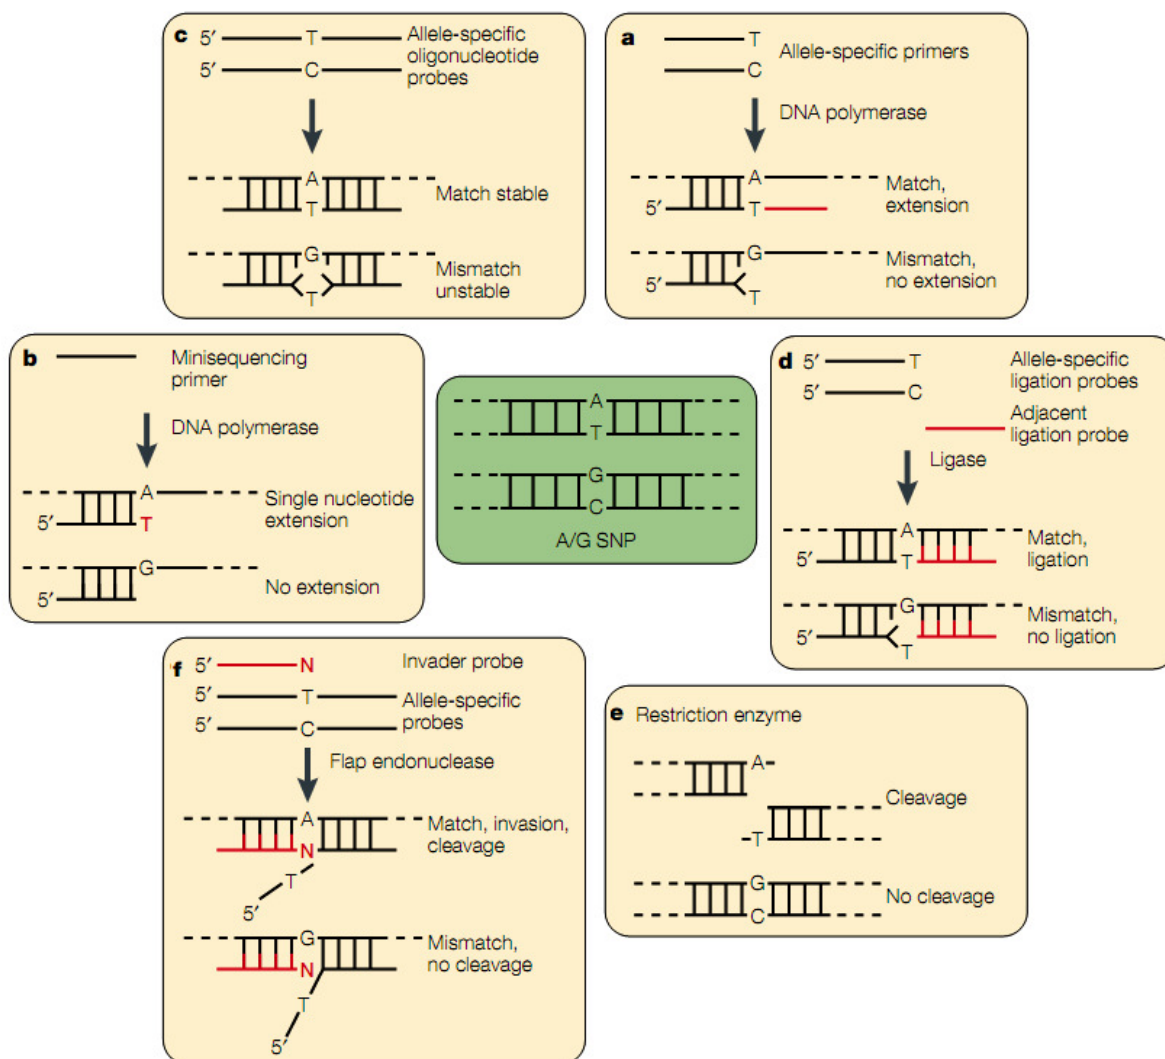 c
5′ T
5′ C
Allele-specific
oligonucleotide
probes
A
T
Match stable
G
T
Mismatch
unstable
a
T
C
Allele-specific primers
DNA polymerase
A
5′ T
Match,
extension
G
5′ T
Mismatch,
no extension
b
Minisequencing
primer
DNA polymerase
A
5′ T
Single nucleotide
extension
G
5′
No extension
A
T
G
C
A/G SNP
d
5′ T
5′ C
Allele-specific
ligation probes
Adjacent
ligation probe
Ligase
A
5′ T
Match,
ligation
G
5′ T
Mismatch,
no ligation
f
5′ N
Invader probe
5′ T
5′ C
Allele-specific
probes
Flap endonuclease
A
N
T
5′
Match, invasion,
cleavage
G
N
T
5′
Mismatch,
no cleavage
e Restriction enzyme
A
T
Cleavage
G
C
No cleavage